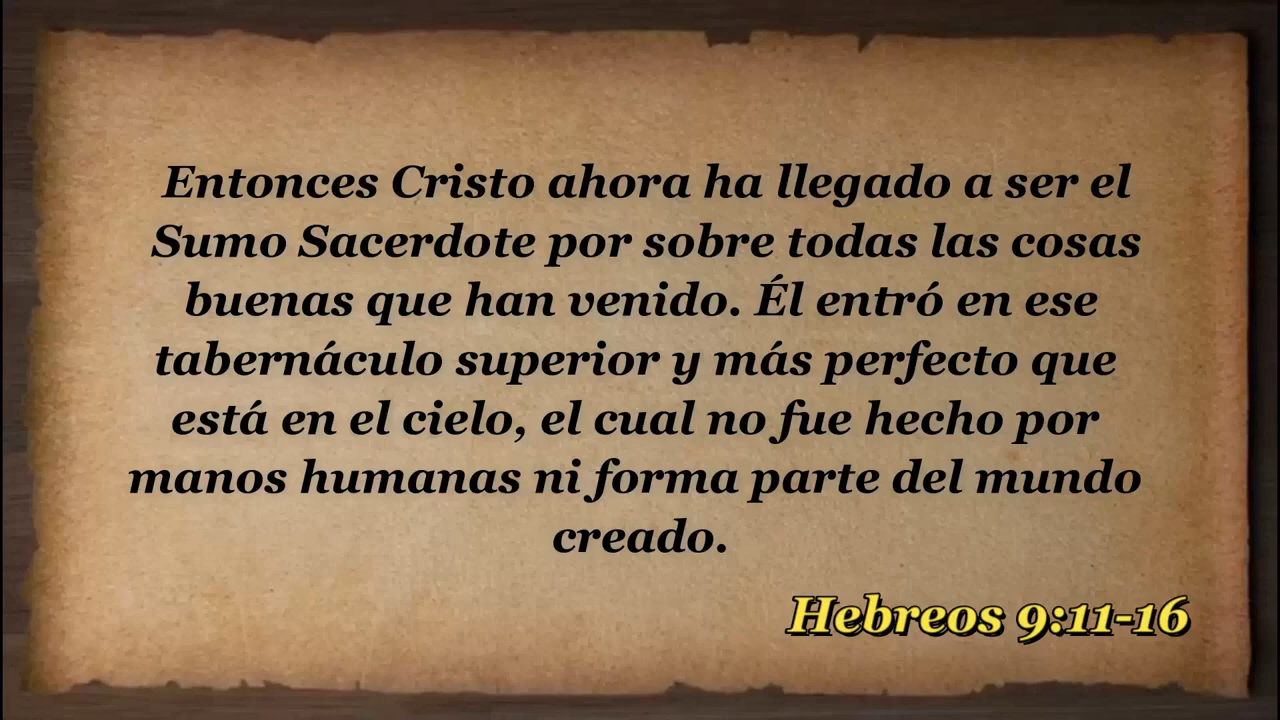 Entonces Cristo ahora ha llegado a ser el
Sumo Sacerdote por sobre todas las cosas
buenas que han venido. Él entró en ese
tabernáculo superior y más perfecto que
está en el cielo, el cual no fue hecho por
manos humanas ni forma parte del mundo
creado.
Hebreos 9:11-16